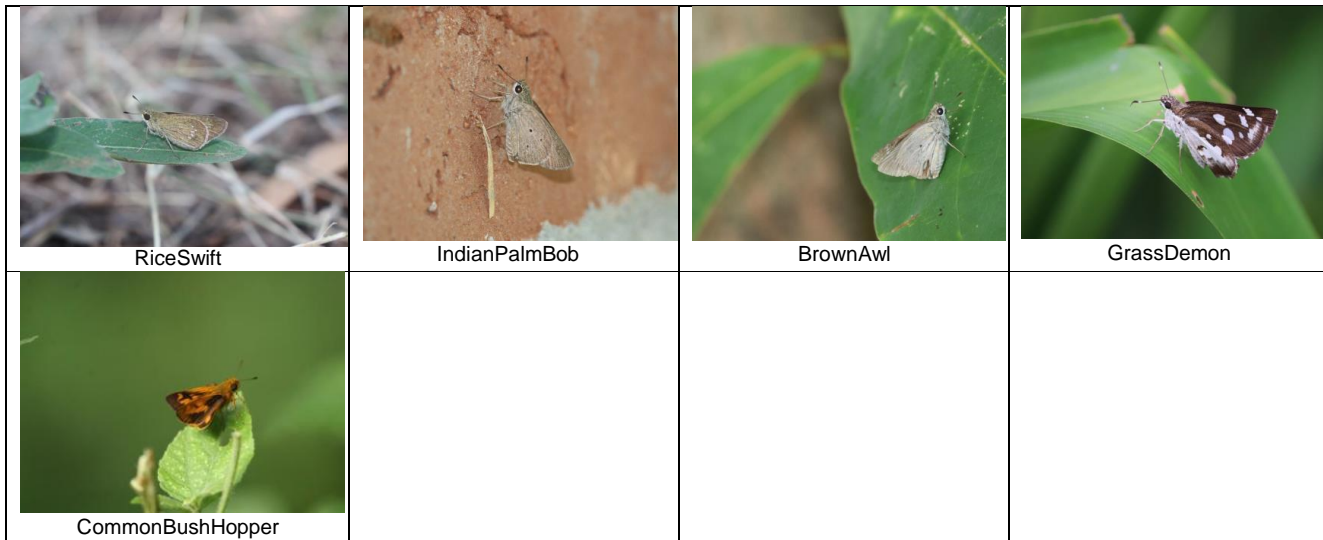 RiceSwift
IndianPalmBob
BrownAwl
GrassDemon
CommonBushHopper